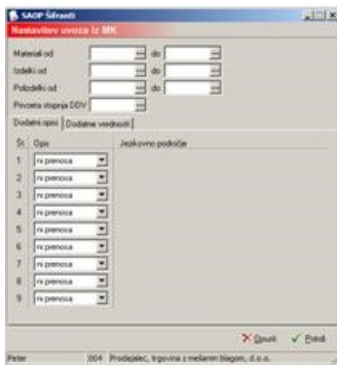 SAOP Šifranti
Nastavitev uvoza iz MK
Materiali od ... do ...
Izdelki od ... do ...
Polizdelki od ... do ...
Privzeta stopnja DDV ...
Dodatni opisi Dodatne vrednosti
Št. Opis Jezikovno področje
1 ni prenosa
2 ni prenosa
3 ni prenosa
4 ni prenosa
5 ni prenosa
6 ni prenosa
7 ni prenosa
8 ni prenosa
9 ni prenosa
Opusti Potrdi
Peter 004 Prodajalec, trgovina z mešanim blagom, d.o.o.